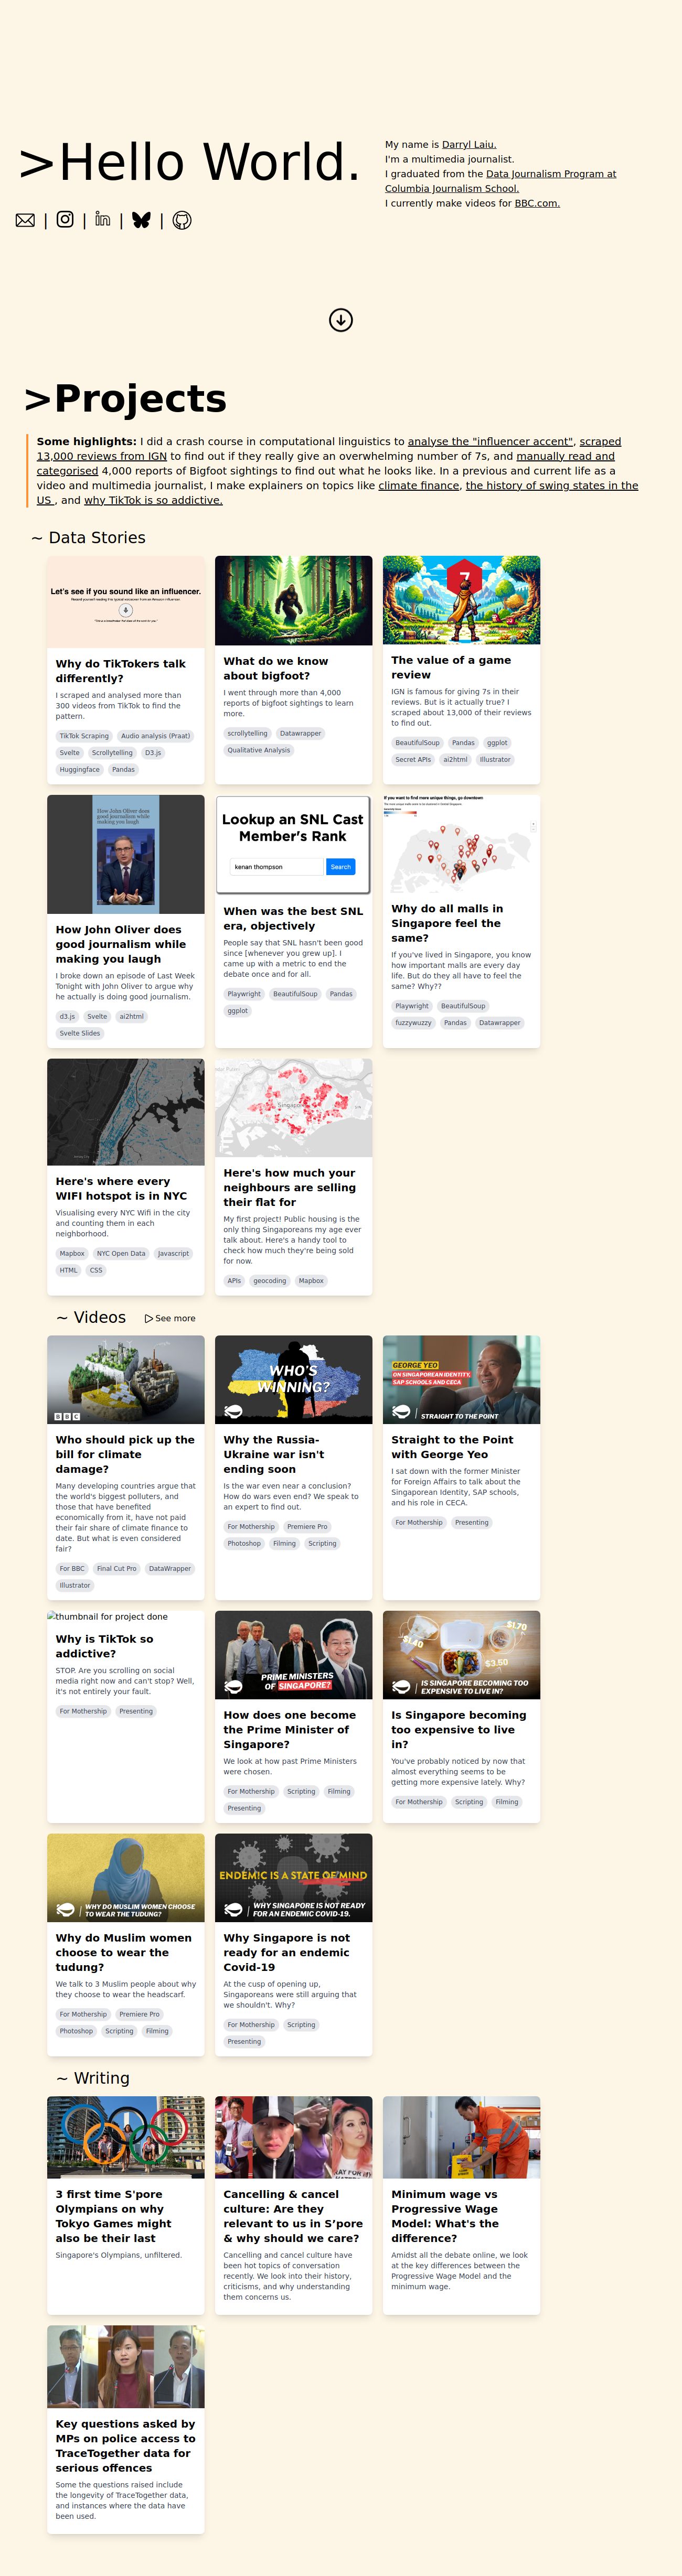 >Hello World.
My name is Darryl Laiu.
I'm a multimedia journalist.
I graduated from the Data Journalism Program at
Columbia Journalism School.
I currently make videos for BBC.com.
| | | |
>Projects
Some highlights: I did a crash course in computational linguistics to analyse the "influencer accent", scraped
13,000 reviews from IGN to find out if they really give an overwhelming number of 7s, and manually read and
categorised 4,000 reports of Bigfoot sightings to find out what he looks like. In a previous and current life as a
video and multimedia journalist, I make explainers on topics like climate finance, the history of swing states in the
US , and why TikTok is so addictive.
~ Data Stories
Let's see if you sound like an influencer.
Why do TikTokers talk
differently?
I scraped and analysed more than
300 videos from TikTok to find the
pattern.
TikTok Scraping Audio analysis (Praat)
Svelte Scrollytelling D3.js
Huggingface Pandas
What do we know
about bigfoot?
I went through more than 4,000
reports of bigfoot sightings to learn
more.
scrollytelling Datawrapper
Qualitative Analysis
7
The value of a game
review
IGN is famous for giving 7s in their
reviews. But is it actually true? I
scraped about 13,000 of their reviews
to find out.
BeautifulSoup Pandas ggplot
Secret APIs ai2html Illustrator
How John Oliver does
good journalism while
making you laugh
How John Oliver does
good journalism while
making you laugh
I broke down an episode of Last Week
Tonight with John Oliver to argue why
he actually is doing good journalism.
d3.js Svelte ai2html
Svelte Slides
Lookup an SNL Cast
Member's Rank
kenan thompson Search
When was the best SNL
era, objectively
People say that SNL hasn't been good
since [whenever you grew up]. I
came up with a metric to end the
debate once and for all.
Playwright BeautifulSoup Pandas
ggplot
If you want to find more unique things, go downtown
Why do all malls in
Singapore feel the
same?
If you've lived in Singapore, you know
how important malls are every day
life. But do they all have to feel the
same? Why??
Playwright BeautifulSoup
fuzzywuzzy Pandas Datawrapper
Here's where every
WIFI hotspot is in NYC
Visualising every NYC Wifi in the city
and counting them in each
neighborhood.
Mapbox NYC Open Data Javascript
HTML CSS
Singapore
Here's how much your
neighbours are selling
their flat for
My first project! Public housing is the
only thing Singaporeans my age ever
talk about. Here's a handy tool to
check how much they're being sold
for now.
APIs geocoding Mapbox
~ Videos See more
BBC
Who should pick up the
bill for climate
damage?
Many developing countries argue that
the world's biggest polluters, and
those that have benefited
economically from it, have not paid
their fair share of climate finance to
date. But what is even considered
fair?
For BBC Final Cut Pro DataWrapper
Illustrator
WHO'S
WINNING?
Why the Russia-
Ukraine war isn't
ending soon
Is the war even near a conclusion?
How do wars even end? We speak to
an expert to find out.
For Mothership Premiere Pro
Photoshop Filming Scripting
GEORGE YEO
ON SINGAPOREAN IDENTITY,
SAP SCHOOLS AND CECA
STRAIGHT TO THE POINT
Straight to the Point
with George Yeo
I sat down with the former Minister
for Foreign Affairs to talk about the
Singaporean Identity, SAP schools,
and his role in CECA.
For Mothership Presenting
thumbnail for project done
Why is TikTok so
addictive?
STOP. Are you scrolling on social
media right now and can't stop? Well,
it's not entirely your fault.
For Mothership Presenting
PRIME MINISTERS
OF SINGAPORE?
How does one become
the Prime Minister of
Singapore?
We look at how past Prime Ministers
were chosen.
For Mothership Scripting Filming
Presenting
$1.40
$1.70
$3.50
IS SINGAPORE BECOMING TOO
EXPENSIVE TO LIVE IN?
Is Singapore becoming
too expensive to live
in?
You've probably noticed by now that
almost everything seems to be
getting more expensive lately. Why?
For Mothership Scripting Filming
WHY DO MUSLIM WOMEN CHOOSE
TO WEAR THE TUDUNG?
Why do Muslim women
choose to wear the
tudung?
We talk to 3 Muslim people about why
they choose to wear the headscarf.
For Mothership Premiere Pro
Photoshop Scripting Filming
ENDEMIC IS A STATE OF MIND
WHY SINGAPORE IS NOT READY
FOR AN ENDEMIC COVID-19.
Why Singapore is not
ready for an endemic
Covid-19
At the cusp of opening up,
Singaporeans were still arguing that
we shouldn't. Why?
For Mothership Scripting
Presenting
~ Writing
3 first time S'pore
Olympians on why
Tokyo Games might
also be their last
Singapore's Olympians, unfiltered.
Cancelling & cancel
culture: Are they
relevant to us in S’pore
& why should we care?
Cancelling and cancel culture have
been hot topics of conversation
recently. We look into their history,
criticisms, and why understanding
them concerns us.
Minimum wage vs
Progressive Wage
Model: What's the
difference?
Amidst all the debate online, we look
at the key differences between the
Progressive Wage Model and the
minimum wage.
Key questions asked by
MPs on police access to
TraceTogether data for
serious offences
Some the questions raised include
the longevity of TraceTogether data,
and instances where the data have
been used.